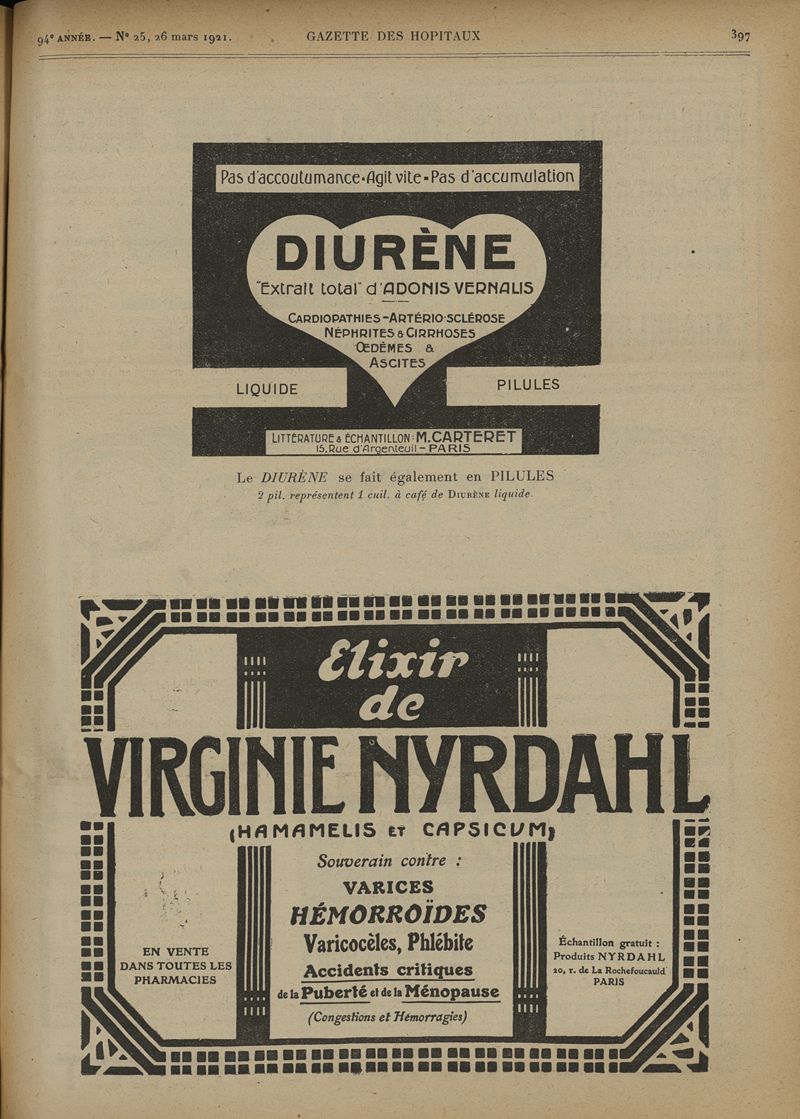 94e ANNÉE. — No 25, 26 mars 1921.
GAZETTE DES HOPITAUX
397
Pas d'accoutumance-Agit vite-Pas d'accumulation
DIURÈNE
"Extrait total" d'ADONIS VERNALIS
CARDIOPATHIES-ARTÉRIO-SCLÉROSE
NÉPHRITES & CIRRHOSES
ŒDÈMES &
ASCITES
LIQUIDE
PILULES
LITTÉRATURE & ÉCHANTILLON: M. CARTERET
15, Rue d'Argenteuil - PARIS
Le DIURÈNE se fait également en PILULES
2 pil. représentent 1 cuil. à café de DIURÈNE liquide.
Elixir
de
VIRGINIE NYRDAHL
(HAMAMELIS ET CAPSICUM)
Souverain contre :
VARICES
HÉMORROÏDES
Varicocèles, Phlébite
Accidents critiques
de la Puberté et de la Ménopause
(Congestions et Hémorragies)
EN VENTE
DANS TOUTES LES
PHARMACIES
Échantillon gratuit :
Produits NYRDAHL
20, r. de La Rochefoucauld
PARIS